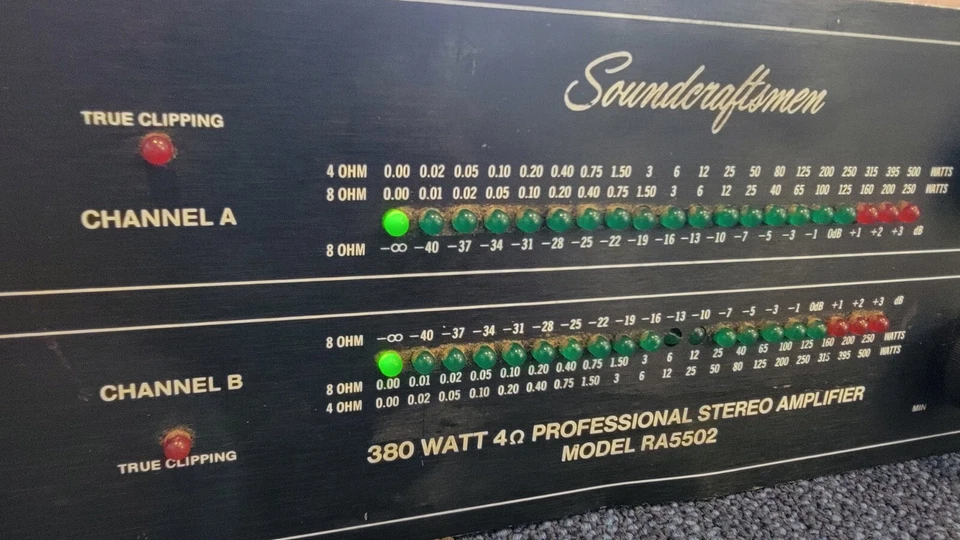 Soundcraftsmen
TRUE CLIPPING
4 OHM 0.00 0.02 0.05 0.10 0.20 0.40 0.75 1.50 3 6 12 25 50 80 125 200 250 315 395 500 WATTS
8 OHM 0.00 0.01 0.02 0.05 0.10 0.20 0.40 0.75 1.50 3 6 12 25 40 65 100 125 160 200 250 WATTS
CHANNEL A
8 OHM −∞ −40 −37 −34 −31 −28 −25 −22 −19 −16 −13 −10 −7 −5 −3 −1 0dB +1 +2 +3 dB
8 OHM −∞ −40 −37 −34 −31 −28 −25 −22 −19 −16 −13 −10 −7 −5 −3 −1 0dB +1 +2 +3 dB
CHANNEL B
8 OHM 0.00 0.01 0.02 0.05 0.10 0.20 0.40 0.75 1.50 3 6 12 25 40 65 100 125 160 200 250 WATTS
4 OHM 0.00 0.02 0.05 0.10 0.20 0.40 0.75 1.50 3 6 12 25 50 80 125 200 250 315 395 500 WATTS
TRUE CLIPPING
380 WATT 4Ω PROFESSIONAL STEREO AMPLIFIER
MODEL RA5502
MIN